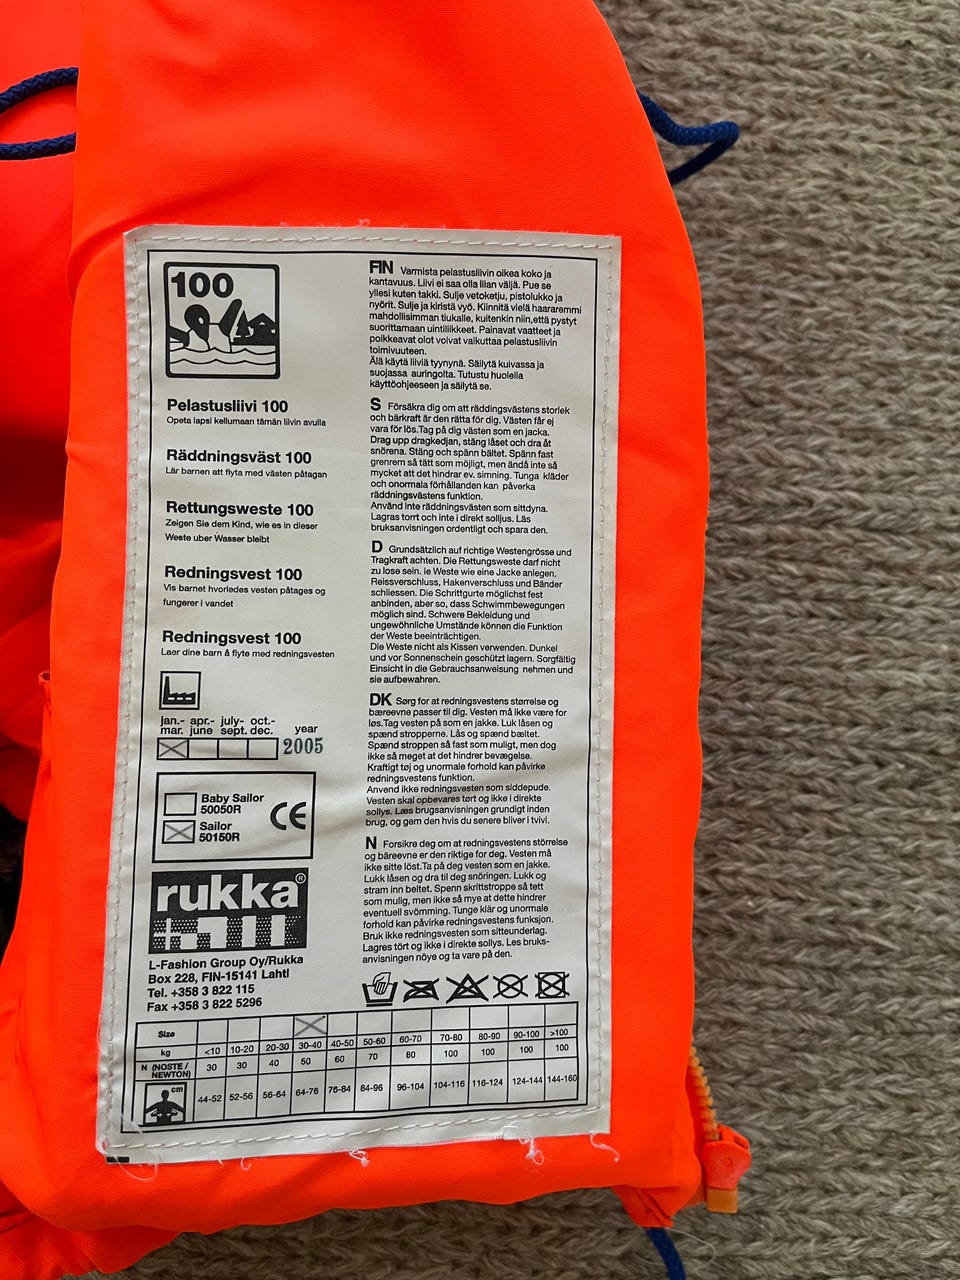 100
Pelastusliivi 100
Opeta lapsi kellumaan tämän liivin avulla
Räddningsväst 100
Lär barnen att flyta med västen påtagan
Rettungsweste 100
Zeigen Sie dem Kind, wie es in dieser
Weste uber Wasser bleibt
Redningsvest 100
Vis barnet hvorledes vesten påtages og
fungerer i vandet
Redningsvest 100
Laer dine barn å flyte med redningsvesten
jan.- apr.- july- oct.-
mar. june sept. dec.
year
2005
Baby Sailor
50050R
Sailor
50150R
CE
rukka®
L-Fashion Group Oy/Rukka
Box 228, FIN-15141 Lahti
Tel. +358 3 822 115
Fax +358 3 822 5296
FIN Varmista pelastusliivin oikea koko ja
kantavuus. Liivi ei saa olla liian väljä. Pue se
yllesi kuten takki. Sulje vetoketju, pistolukko ja
nyörit. Sulje ja kiristä vyö. Kiinnitä vielä haararemmi
mahdollisimman tiukalle, kuitenkin niin,että pystyt
suorittamaan uintiliikkeet. Painavat vaatteet ja
poikkeavat olot voivat vaikuttaa pelastusliivin
toimivuuteen.
Älä käytä liiviä tyynynä. Säilytä kuivassa ja
suojassa auringolta. Tutustu huolella
käyttöohjeeseen ja säilytä se.
S Försäkra dig om att räddingsvästens storlek
och bärkraft är den rätta för dig. Västen får ej
vara för lös.Tag på dig västen som en jacka.
Drag upp dragkedjan, stäng låset och dra åt
snörena. Stäng och spänn bältet. Spänn fast
grenrem så tätt som möjligt, men ändå inte så
mycket att det hindrar ev. simning. Tunga kläder
och onormala förhållanden kan påverka
räddningsvästens funktion.
Använd inte räddningsvästen som sittdyna.
Lagras torrt och inte i direkt solljus. Läs
bruksanvisningen ordentligt och spara den.
D Grundsätzlich auf richtige Westengrösse und
Tragkraft achten. Die Rettungsweste darf nicht
zu lose sein. ie Weste wie eine Jacke anlegen.
Reissverschluss, Hakenverschluss und Bänder
schliessen. Die Schrittgurte möglichst fest
anbinden, aber so, dass Schwimmbewegungen
möglich sind. Schwere Bekleidung und
ungewöhnliche Umstände können die Funktion
der Weste beeinträchtigen.
Die Weste nicht als Kissen verwenden. Dunkel
und vor Sonnenschein geschützt lagern. Sorgfältig
Einsicht in die Gebrauchsanweisung nehmen und
sie aufbewahren.
DK Sørg for at redningsvestens størrelse og
bæreevne passer til dig. Vesten må ikke være for
løs.Tag vesten på som en jakke. Luk låsen og
spænd stropperne. Lås og spænd bæltet.
Spænd stroppen så fast som muligt, men dog
ikke så meget at det hindrer bevægelse.
Kraftigt tøj og unormale forhold kan påvirke
redningsvestens funktion.
Anvend ikke redningsvesten som siddepude.
Vesten skal opbevares tørt og ikke i direkte
sollys. Læs brugsanvisningen grundigt inden
brug, og gem den hvis du senere bliver i tvivl.
N Forsikre deg om at redningsvestens størrelse
og bäreevne er den riktige for deg. Vesten må
ikke sitte löst.Ta på deg vesten som en jakke.
Lukk låsen og dra til deg snöringen. Lukk og
stram inn beltet. Spenn skrittstroppe så tett
som mulig, men ikke så mye at dette hindrer
eventuell svömming. Tunge klär og unormale
forhold kan påvirke redningsvestens funksjon.
Bruk ikke redningsvesten som sitteunderlag.
Lagres tört og ikke i direkte sollys. Les bruks-
anvisningen nöye og ta vare på den.
Size
kg <10 10-20 20-30 30-40 40-50 50-60 60-70 70-80 80-90 90-100 >100
N (NOSTE / NEWTON) 30 30 40 50 60 70 80 100 100 100 100
cm 44-52 52-56 56-64 64-76 76-84 84-96 96-104 104-116 116-124 124-144 144-160